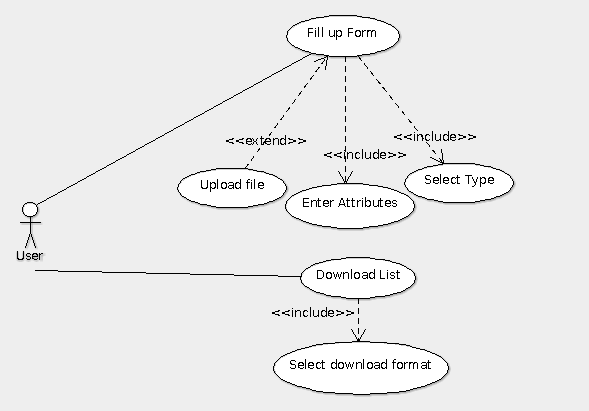 Fill up Form
<<extend>>
<<include>>
<<include>>
Upload file
Enter Attributes
Select Type
User
Download List
<<include>>
Select download format